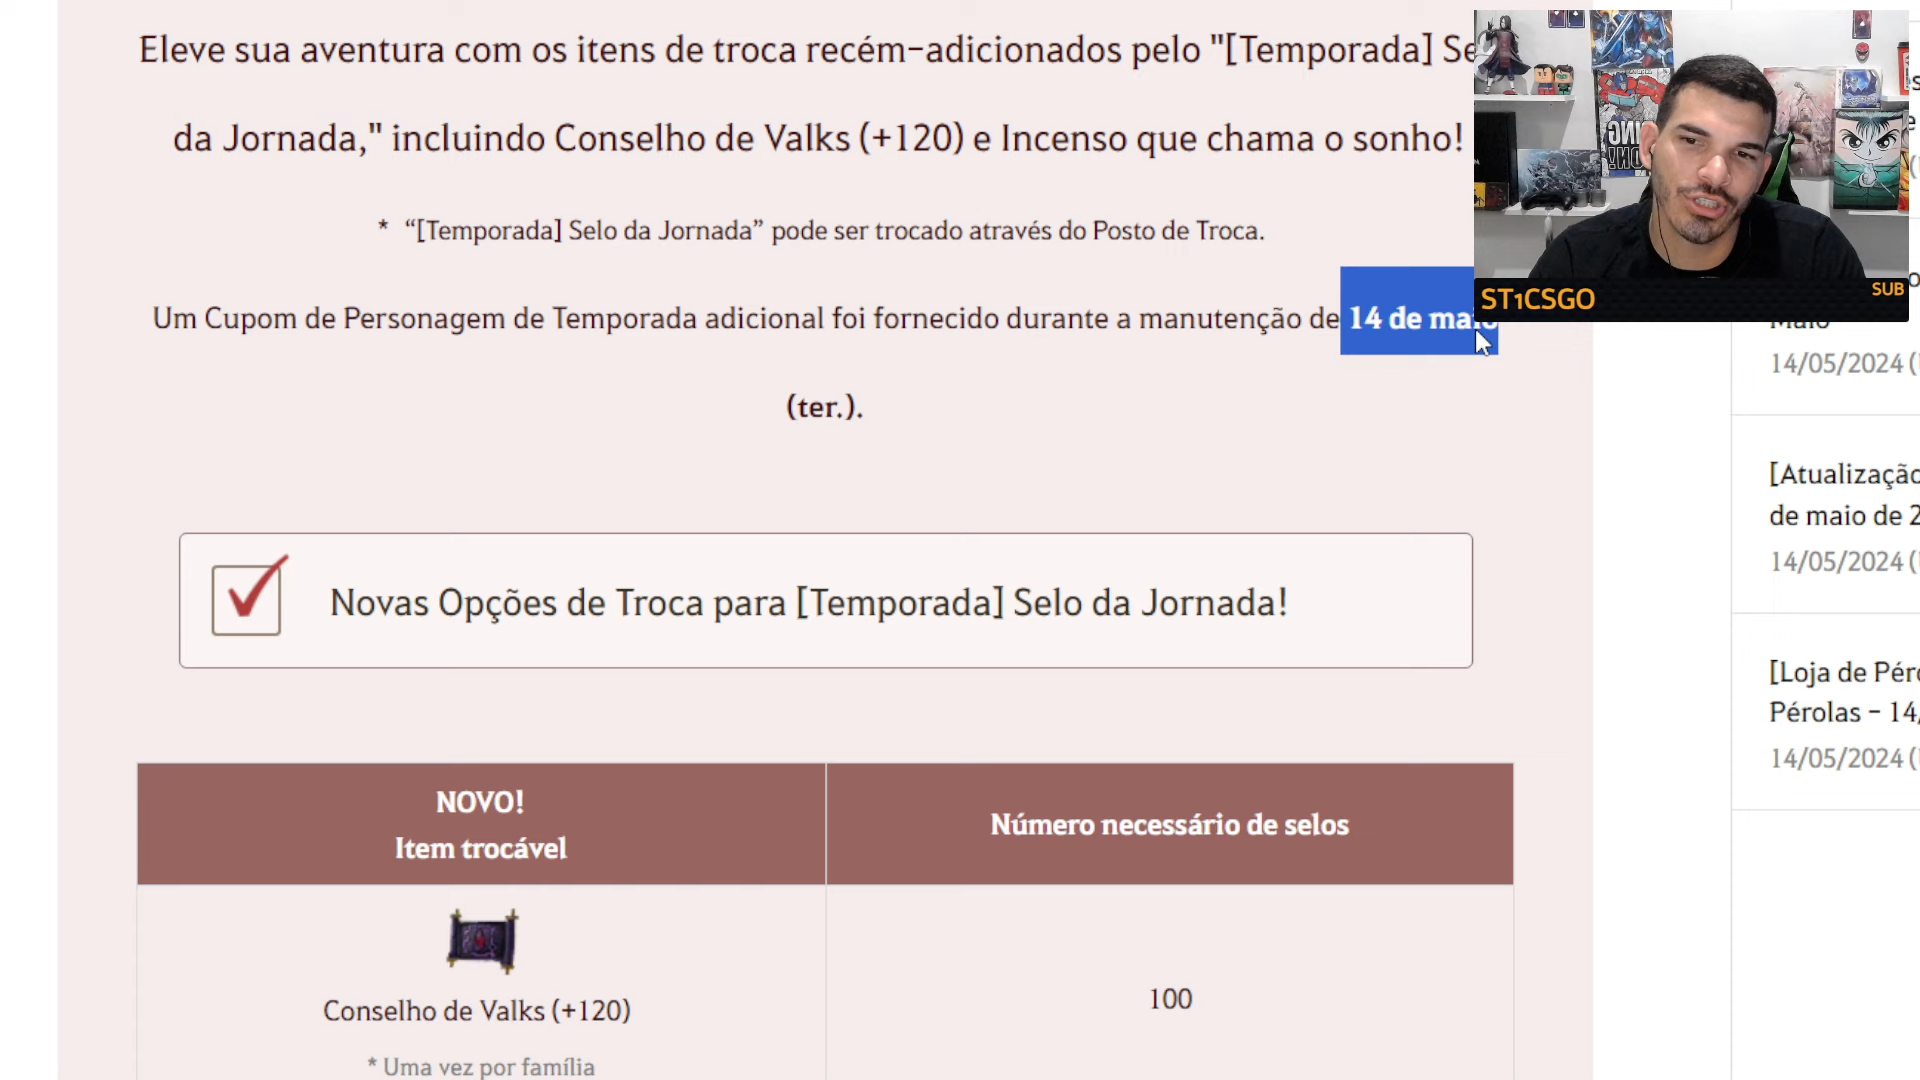 Eleve sua aventura com os itens de troca recém-adicionados pelo "[Temporada] Se
da Jornada," incluindo Conselho de Valks (+120) e Incenso que chama o sonho!
* “[Temporada] Selo da Jornada” pode ser trocado através do Posto de Troca.
Um Cupom de Personagem de Temporada adicional foi fornecido durante a manutenção de 14 de maio
(ter.).
Novas Opções de Troca para [Temporada] Selo da Jornada!
NOVO!
Item trocável
Número necessário de selos
Conselho de Valks (+120)
100
* Uma vez por família
ST1CSGO
SUB
Maio
14/05/2024 (
[Atualização
de maio de 2
14/05/2024 (
[Loja de Péro
Pérolas - 14/
14/05/2024 (